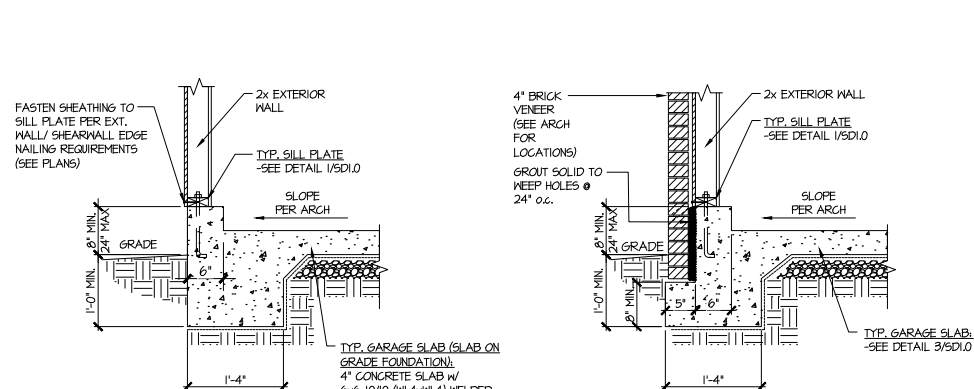 FASTEN SHEATHING TO
SILL PLATE PER EXT.
WALL/ SHEARWALL EDGE
NAILING REQUIREMENTS
(SEE PLANS)
2x EXTERIOR
WALL
TYP. SILL PLATE
-SEE DETAIL 1/SD1.0
SLOPE
PER ARCH
8" MIN.
24" MAX
GRADE
1'-0" MIN.
6"
1'-4"
TYP. GARAGE SLAB (SLAB ON
GRADE FOUNDATION):
4" CONCRETE SLAB W/
4" BRICK
VENEER
(SEE ARCH
FOR
LOCATIONS)
GROUT SOLID TO
WEEP HOLES @
24" o.c.
2x EXTERIOR WALL
TYP. SILL PLATE
-SEE DETAIL 1/SD1.0
SLOPE
PER ARCH
8" MIN.
24" MAX
GRADE
1'-0" MIN.
8" MIN.
5"
6"
1'-4"
TYP. GARAGE SLAB:
-SEE DETAIL 3/SD1.0